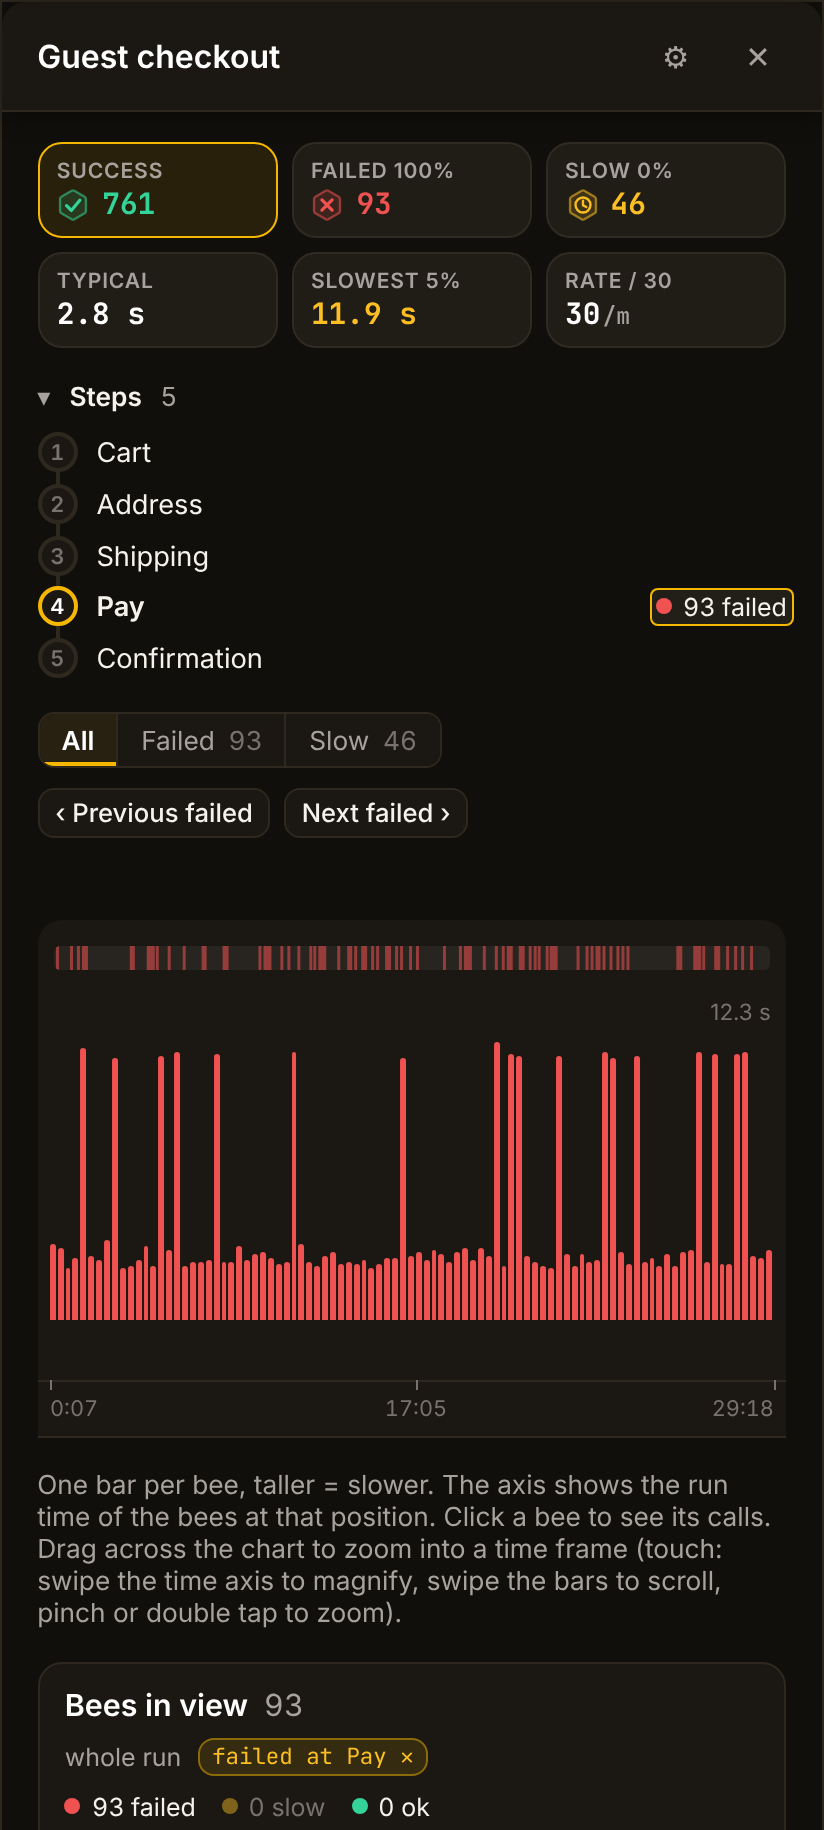 Guest checkout
SUCCESS
761
FAILED 100%
93
SLOW 0%
46
TYPICAL
2.8 s
SLOWEST 5%
11.9 s
RATE / 30
30/m
▼ Steps 5
1 Cart
2 Address
3 Shipping
4 Pay 93 failed
5 Confirmation
All Failed 93 Slow 46
‹ Previous failed Next failed ›
12.3 s
0:07 17:05 29:18
One bar per bee, taller = slower. The axis shows the run
time of the bees at that position. Click a bee to see its calls.
Drag across the chart to zoom into a time frame (touch:
swipe the time axis to magnify, swipe the bars to scroll,
pinch or double tap to zoom).
Bees in view 93
whole run failed at Pay ×
93 failed 0 slow 0 ok